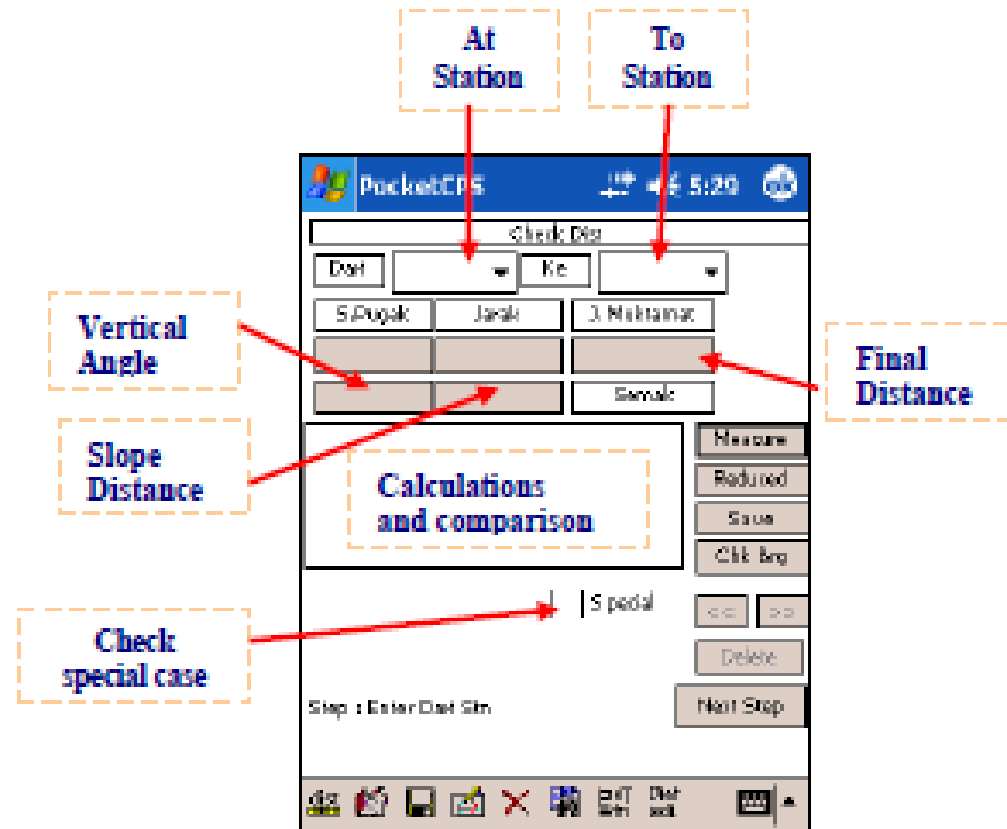 At
Station
To
Station
PocketCPS
5:29
Check Dist
Dari
Ke
S.Pugak
Jarak
J. Muktamat
Semak
Vertical
Angle
Final
Distance
Slope
Distance
Calculations
and comparison
Measure
Reduced
Save
Chk Brg
Special
<<
>>
Check
special case
Delete
Step : Enter Dari Stn
Next Step